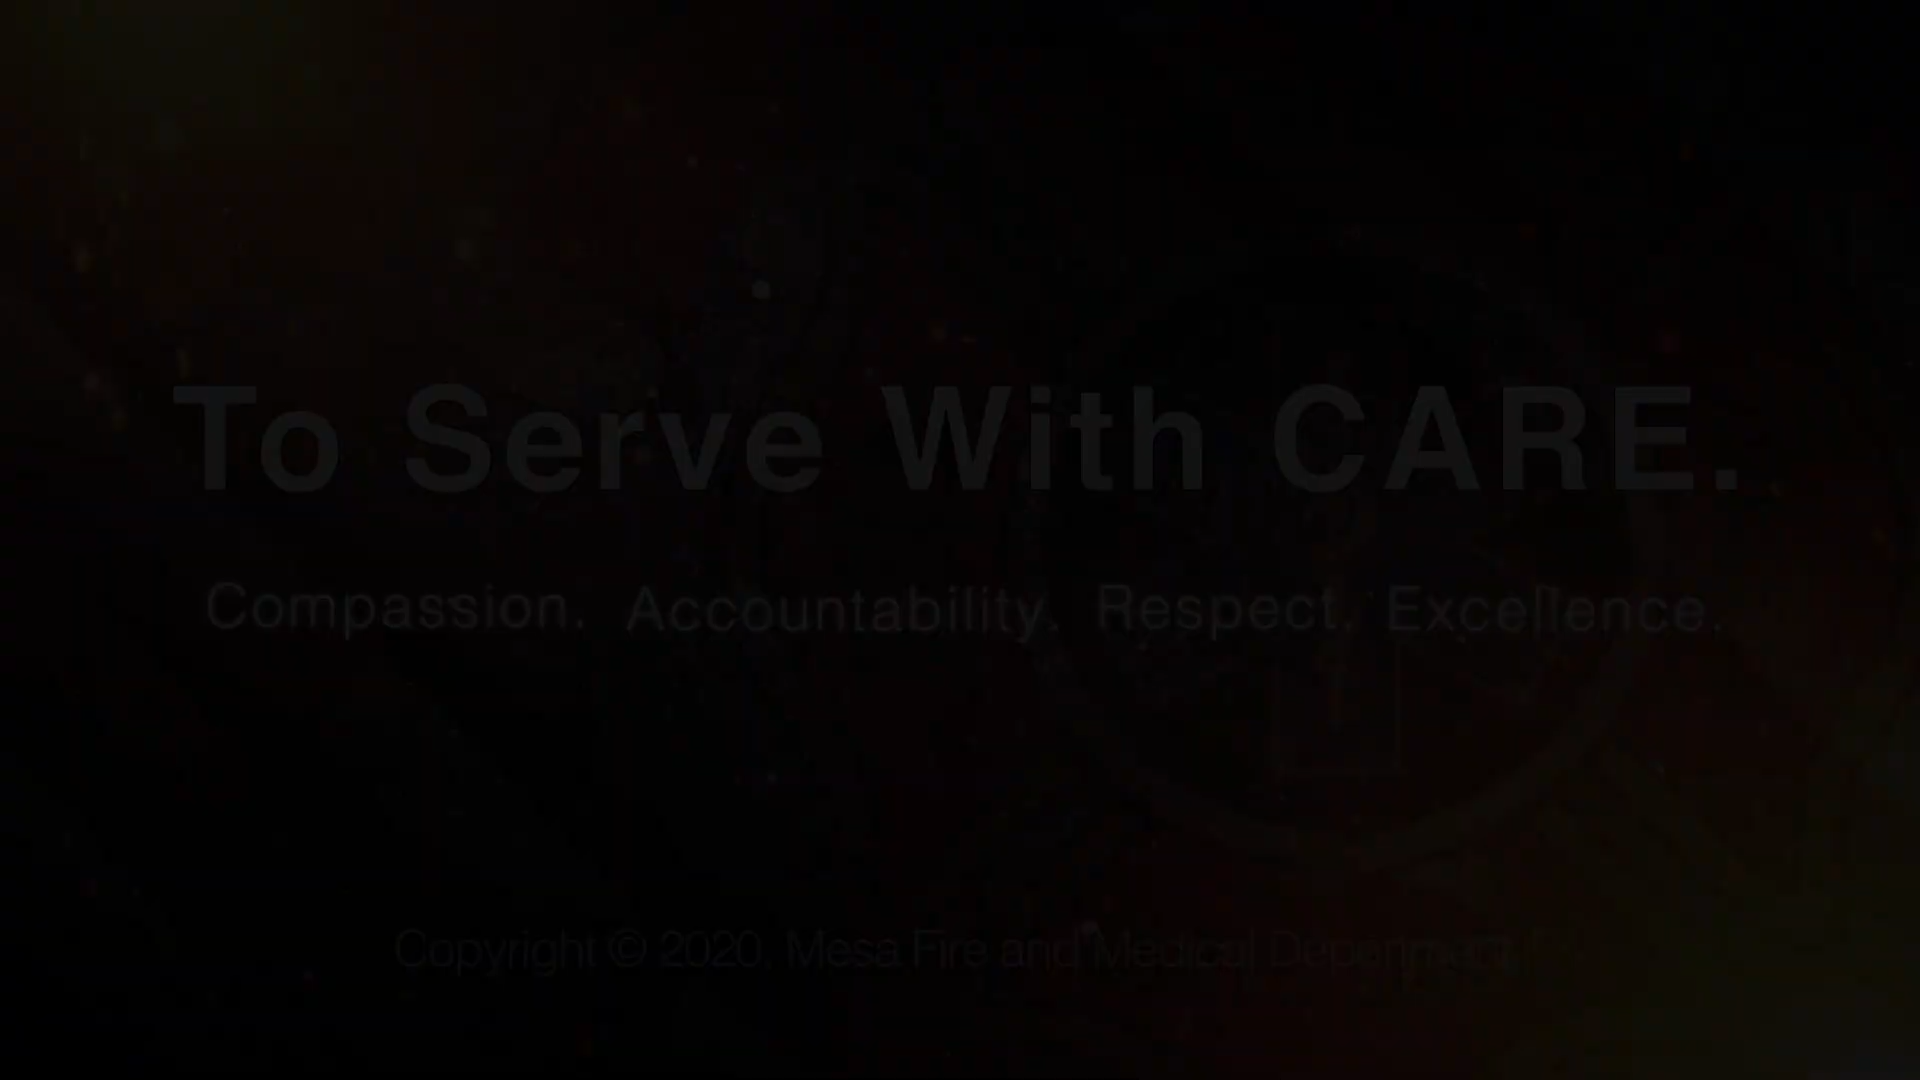 To Serve With CARE.
Compassion. Accountability. Respect. Excellence.
Copyright © 2020. Mesa Fire and Medical Department